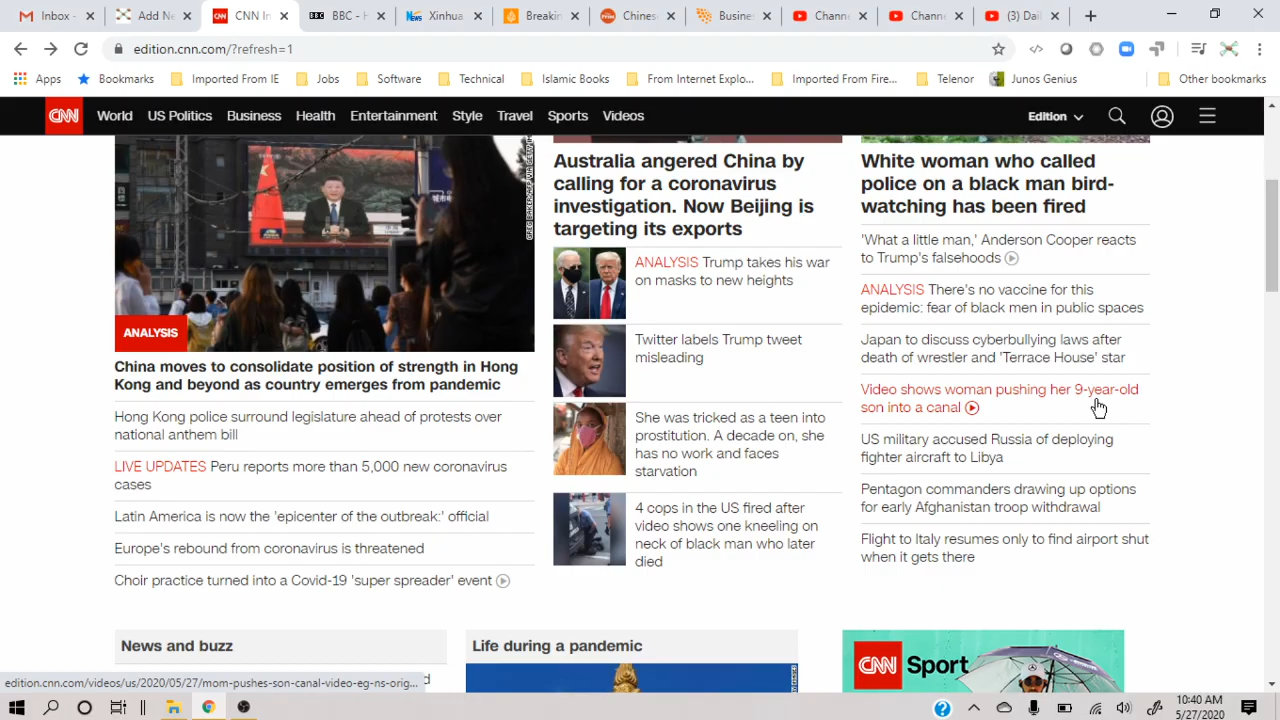 Inbox -
Add Ne
CNN In
BBC - H
Xinhua
Breakin
Chines
Busine
Chann
Chann
(3) Dai
edition.cnn.com/?refresh=1
Apps
Bookmarks
Imported From IE
Jobs
Software
Technical
Islamic Books
From Internet Explo...
Imported From Fire...
Telenor
Junos Genius
Other bookmarks
CNN
World
US Politics
Business
Health
Entertainment
Style
Travel
Sports
Videos
Edition
ANALYSIS
China moves to consolidate position of strength in Hong
Kong and beyond as country emerges from pandemic
Hong Kong police surround legislature ahead of protests over
national anthem bill
LIVE UPDATES Peru reports more than 5,000 new coronavirus
cases
Latin America is now the 'epicenter of the outbreak:' official
Europe's rebound from coronavirus is threatened
Choir practice turned into a Covid-19 'super spreader' event
Australia angered China by
calling for a coronavirus
investigation. Now Beijing is
targeting its exports
ANALYSIS Trump takes his war
on masks to new heights
Twitter labels Trump tweet
misleading
She was tricked as a teen into
prostitution. A decade on, she
has no work and faces
starvation
4 cops in the US fired after
video shows one kneeling on
neck of black man who later
died
White woman who called
police on a black man bird-
watching has been fired
'What a little man,' Anderson Cooper reacts
to Trump's falsehoods
ANALYSIS There's no vaccine for this
epidemic: fear of black men in public spaces
Japan to discuss cyberbullying laws after
death of wrestler and 'Terrace House' star
Video shows woman pushing her 9-year-old
son into a canal
US military accused Russia of deploying
fighter aircraft to Libya
Pentagon commanders drawing up options
for early Afghanistan troop withdrawal
Flight to Italy resumes only to find airport shut
when it gets there
News and buzz
Life during a pandemic
CNN Sport
edition.cnn.com/videos/us/2020/05/27/mom-pushes-son-canal-video-eg-ns-orig...
10:40 AM
5/27/2020